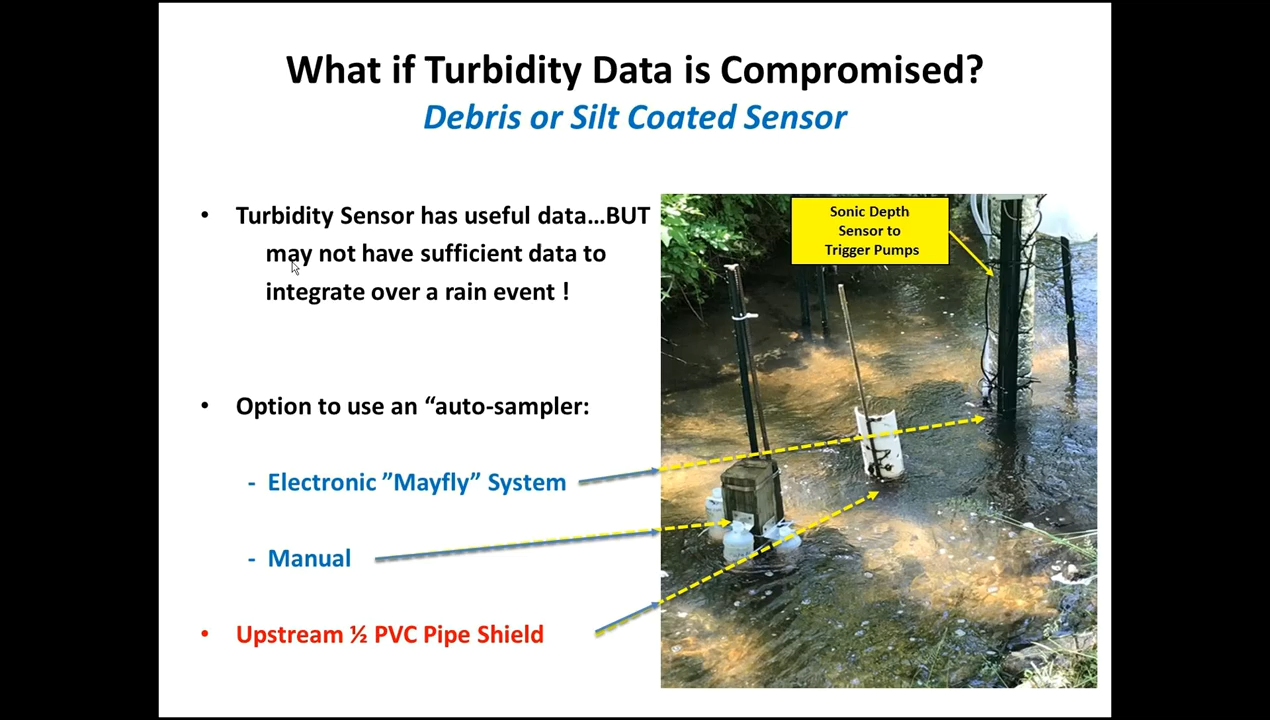 What if Turbidity Data is Compromised?
Debris or Silt Coated Sensor
• Turbidity Sensor has useful data…BUT
may not have sufficient data to
integrate over a rain event !
• Option to use an “auto-sampler:
- Electronic ”Mayfly” System
- Manual
• Upstream ½ PVC Pipe Shield
Sonic Depth
Sensor to
Trigger Pumps